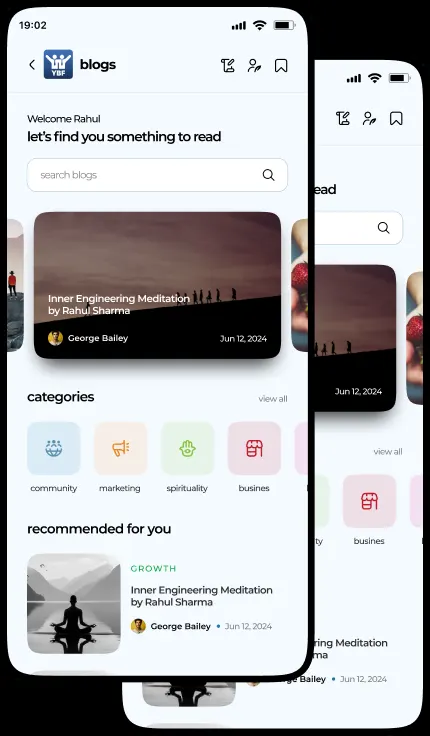 19:02
YBF
blogs
Welcome Rahul
let's find you something to read
search blogs
Inner Engineering Meditation
by Rahul Sharma
George Bailey
Jun 12, 2024
categories
view all
community
marketing
spirituality
busines
recommended for you
GROWTH
Inner Engineering Meditation
by Rahul Sharma
George Bailey
Jun 12, 2024
ead
Jun 12, 2024
view all
ty
busines
ering Meditation
ma
ge Bailey
Jun 12, 2024